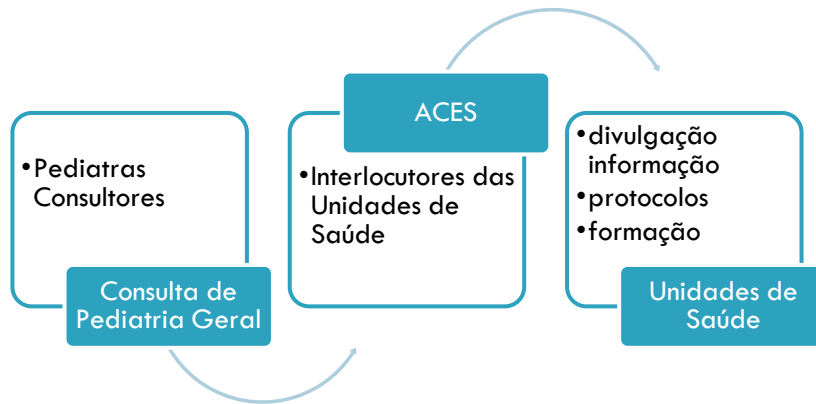 •Pediatras
Consultores
Consulta de
Pediatria Geral
ACES
•Interlocutores das
Unidades de
Saúde
•divulgação
informação
•protocolos
•formação
Unidades de
Saúde